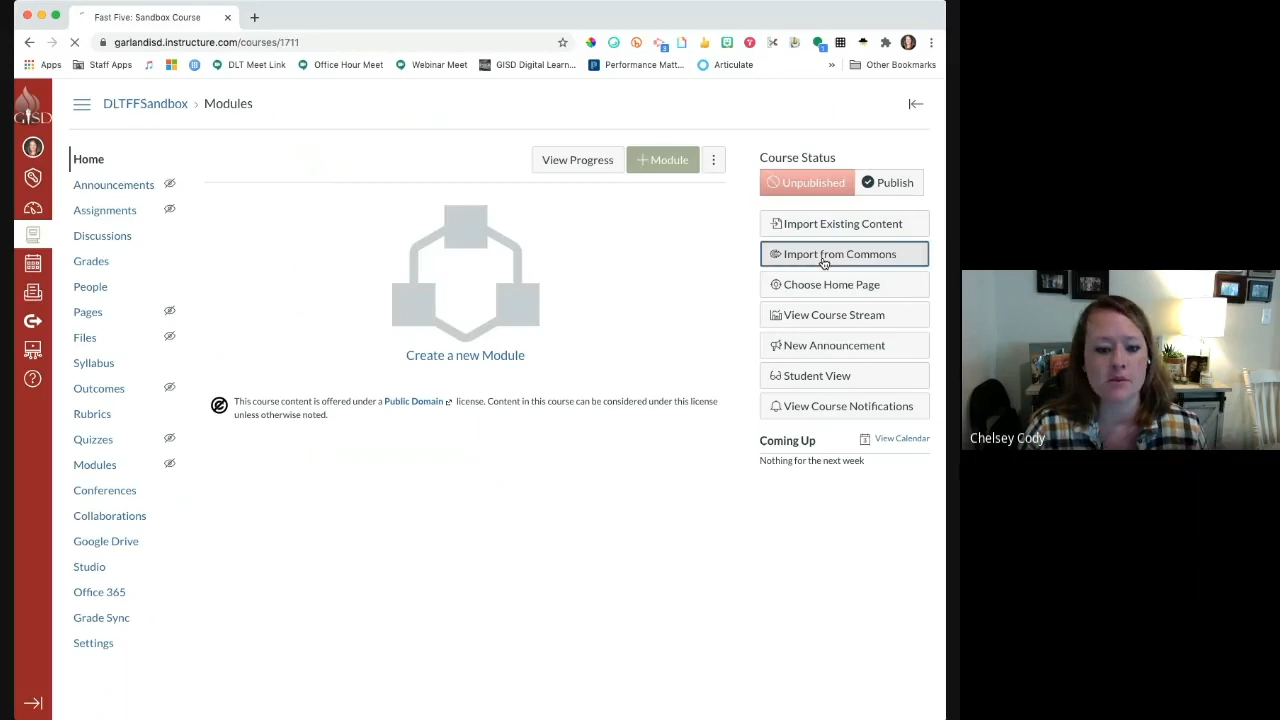 Fast Five: Sandbox Course
garlandisd.instructure.com/courses/1711
Apps
Staff Apps
DLT Meet Link
Office Hour Meet
Webinar Meet
GISD Digital Learn...
Performance Matt...
Articulate
»
Other Bookmarks
GISD
DLTFFSandbox › Modules
Home
Announcements
Assignments
Discussions
Grades
People
Pages
Files
Syllabus
Outcomes
Rubrics
Quizzes
Modules
Conferences
Collaborations
Google Drive
Studio
Office 365
Grade Sync
Settings
View Progress
+ Module
Create a new Module
This course content is offered under a Public Domain license. Content in this course can be considered under this license
unless otherwise noted.
Course Status
Unpublished
Publish
Import Existing Content
Import from Commons
Choose Home Page
View Course Stream
New Announcement
Student View
View Course Notifications
Coming Up
View Calendar
Nothing for the next week
Chelsey Cody